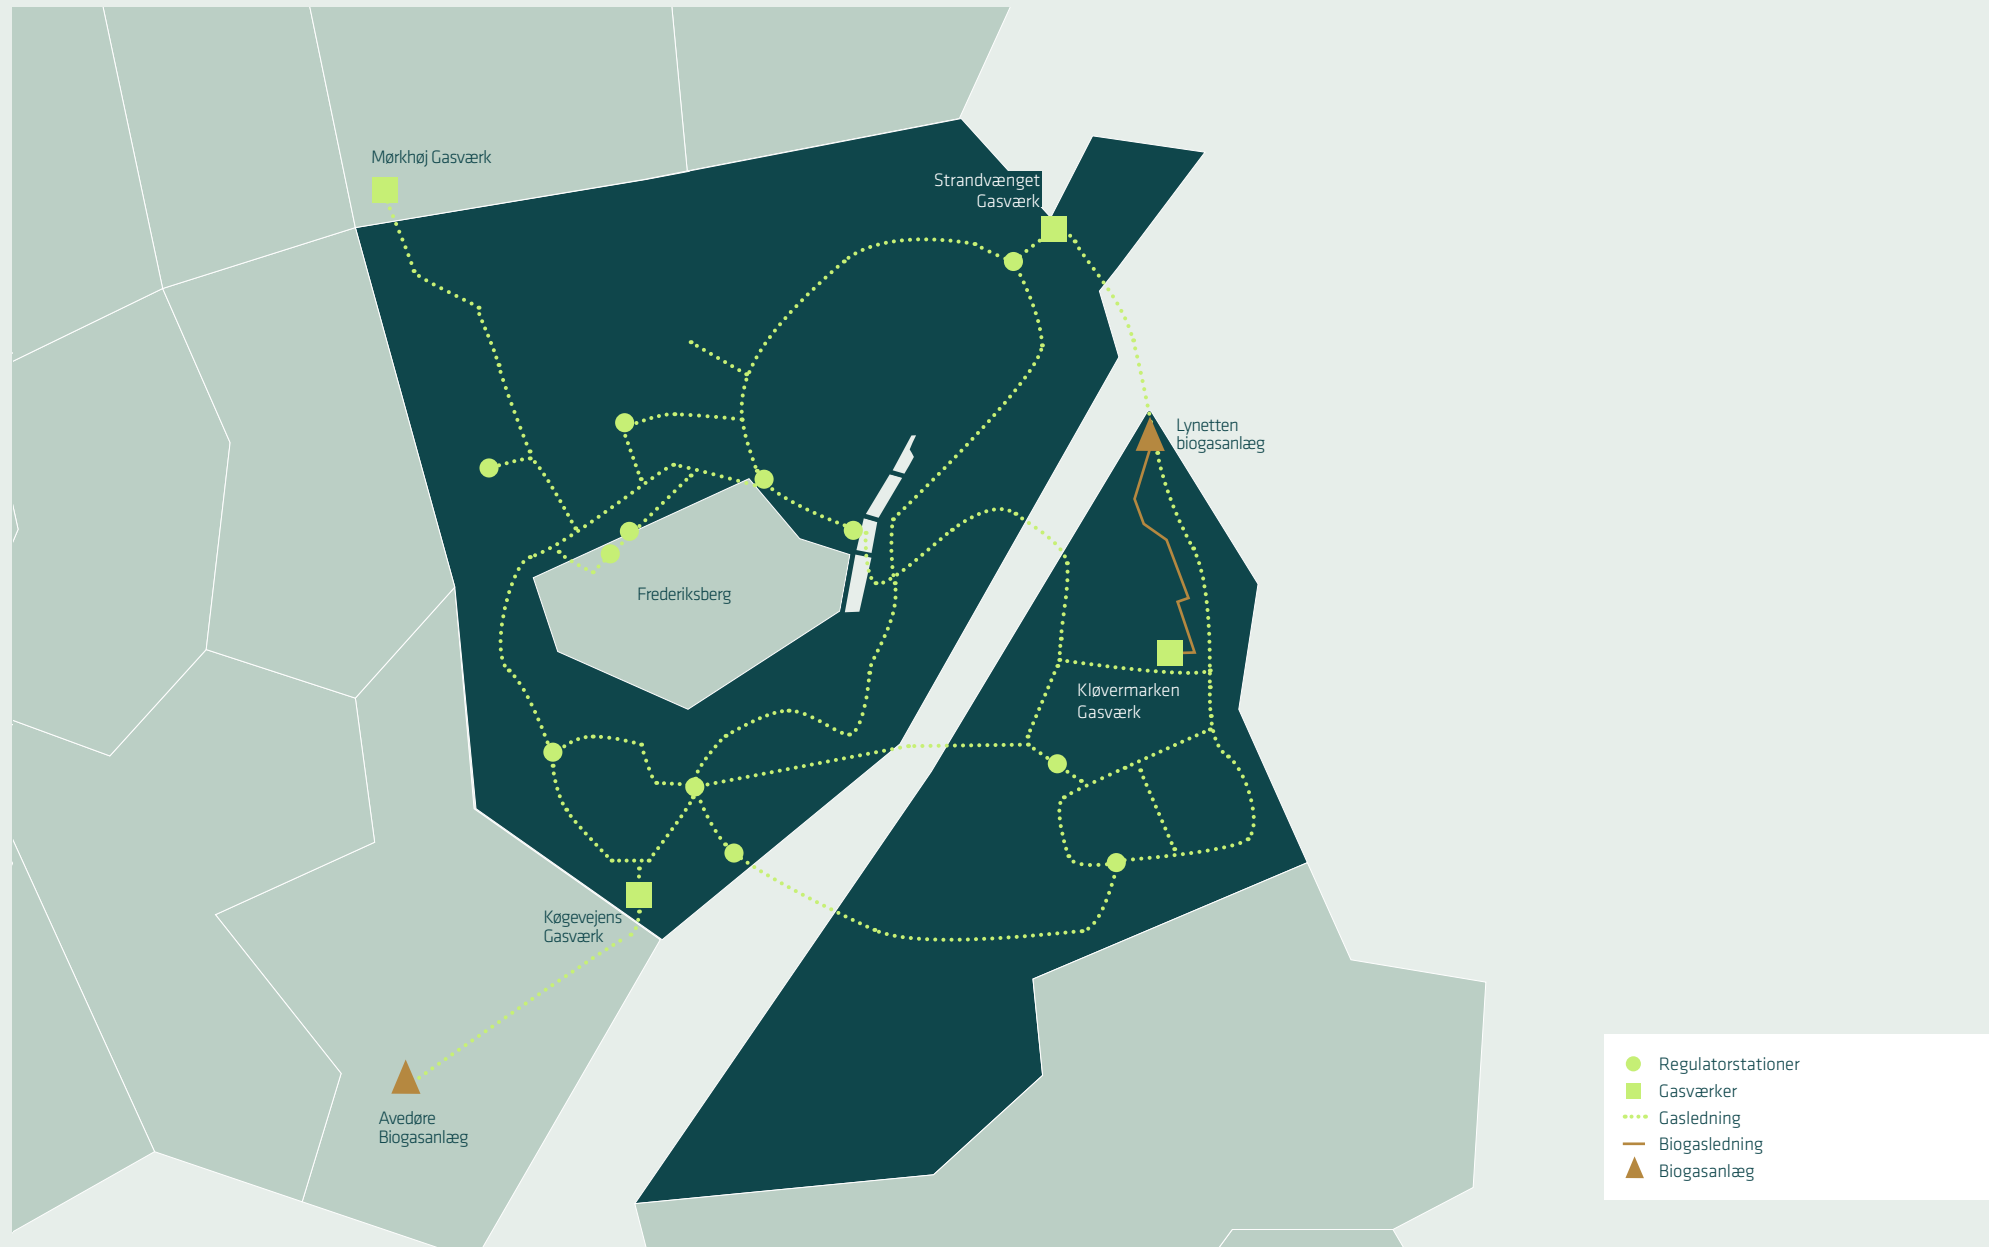 Mørkhøj Gasværk
Strandvænget
Gasværk
Lynetten
biogasanlæg
Frederiksberg
Kløvermarken
Gasværk
Køgevejens
Gasværk
Avedøre
Biogasanlæg
Regulatorstationer
Gasværker
Gasledning
Biogasledning
Biogasanlæg